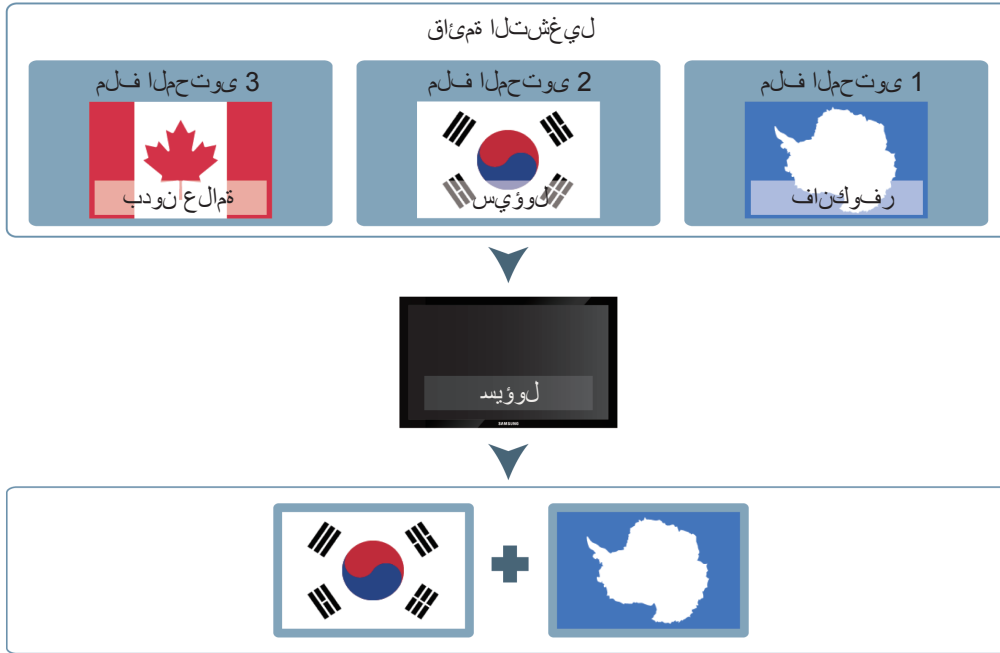 قائمة التشغيل
ملف المحتوى 1
ملف المحتوى 2
ملف المحتوى 3
فانكوفر
سيؤول
بدون علامة
سيؤول
SAMSUNG